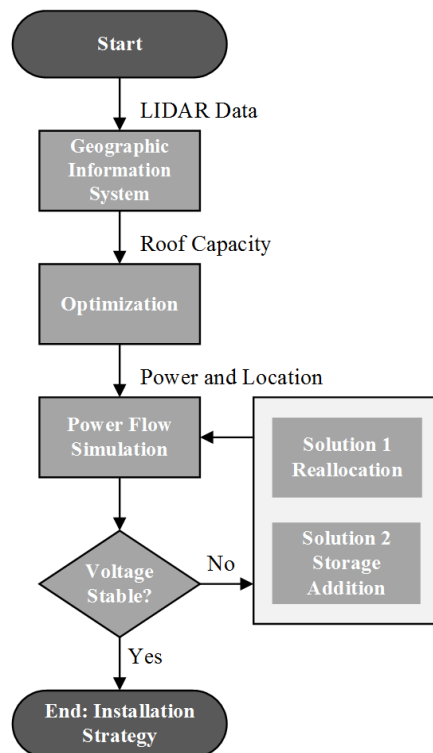 Start
LIDAR Data
Geographic
Information
System
Roof Capacity
Optimization
Power and Location
Power Flow
Simulation
Solution 1
Reallocation
Solution 2
Storage
Addition
Voltage
Stable?
No
Yes
End: Installation
Strategy